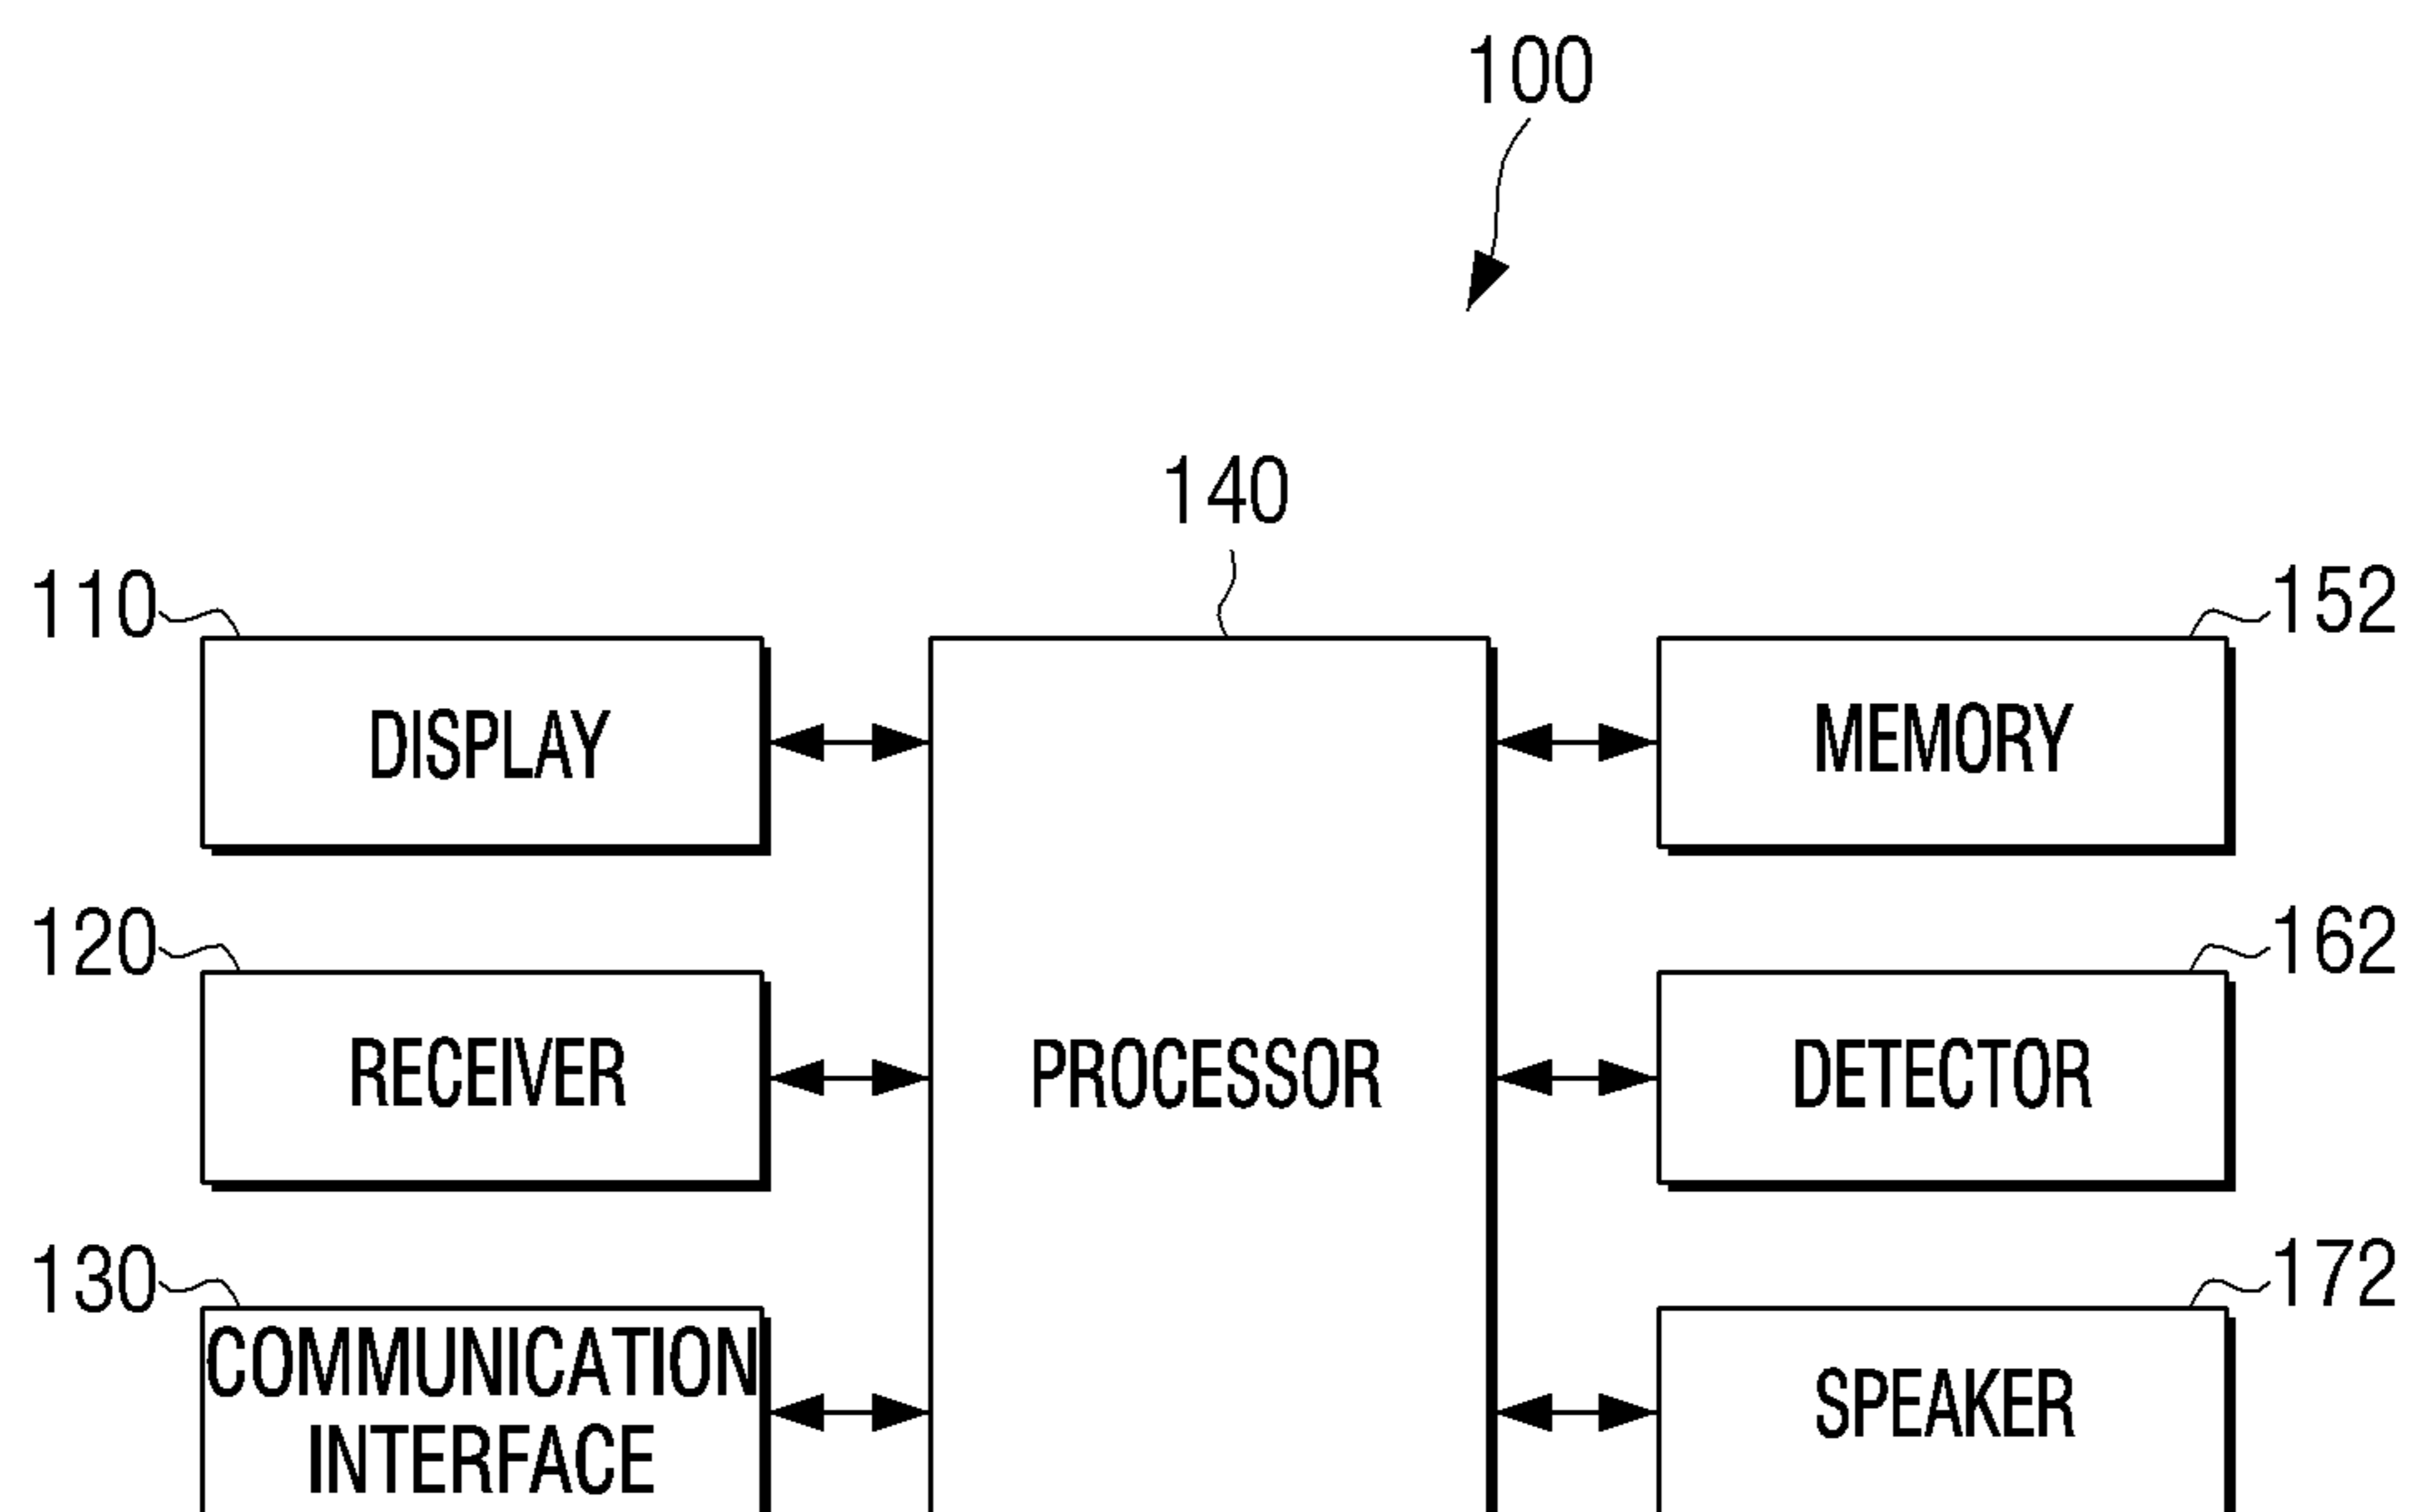 100
140
110
152
DISPLAY
MEMORY
120
162
RECEIVER
PROCESSOR
DETECTOR
130
172
COMMUNICATION
INTERFACE
SPEAKER